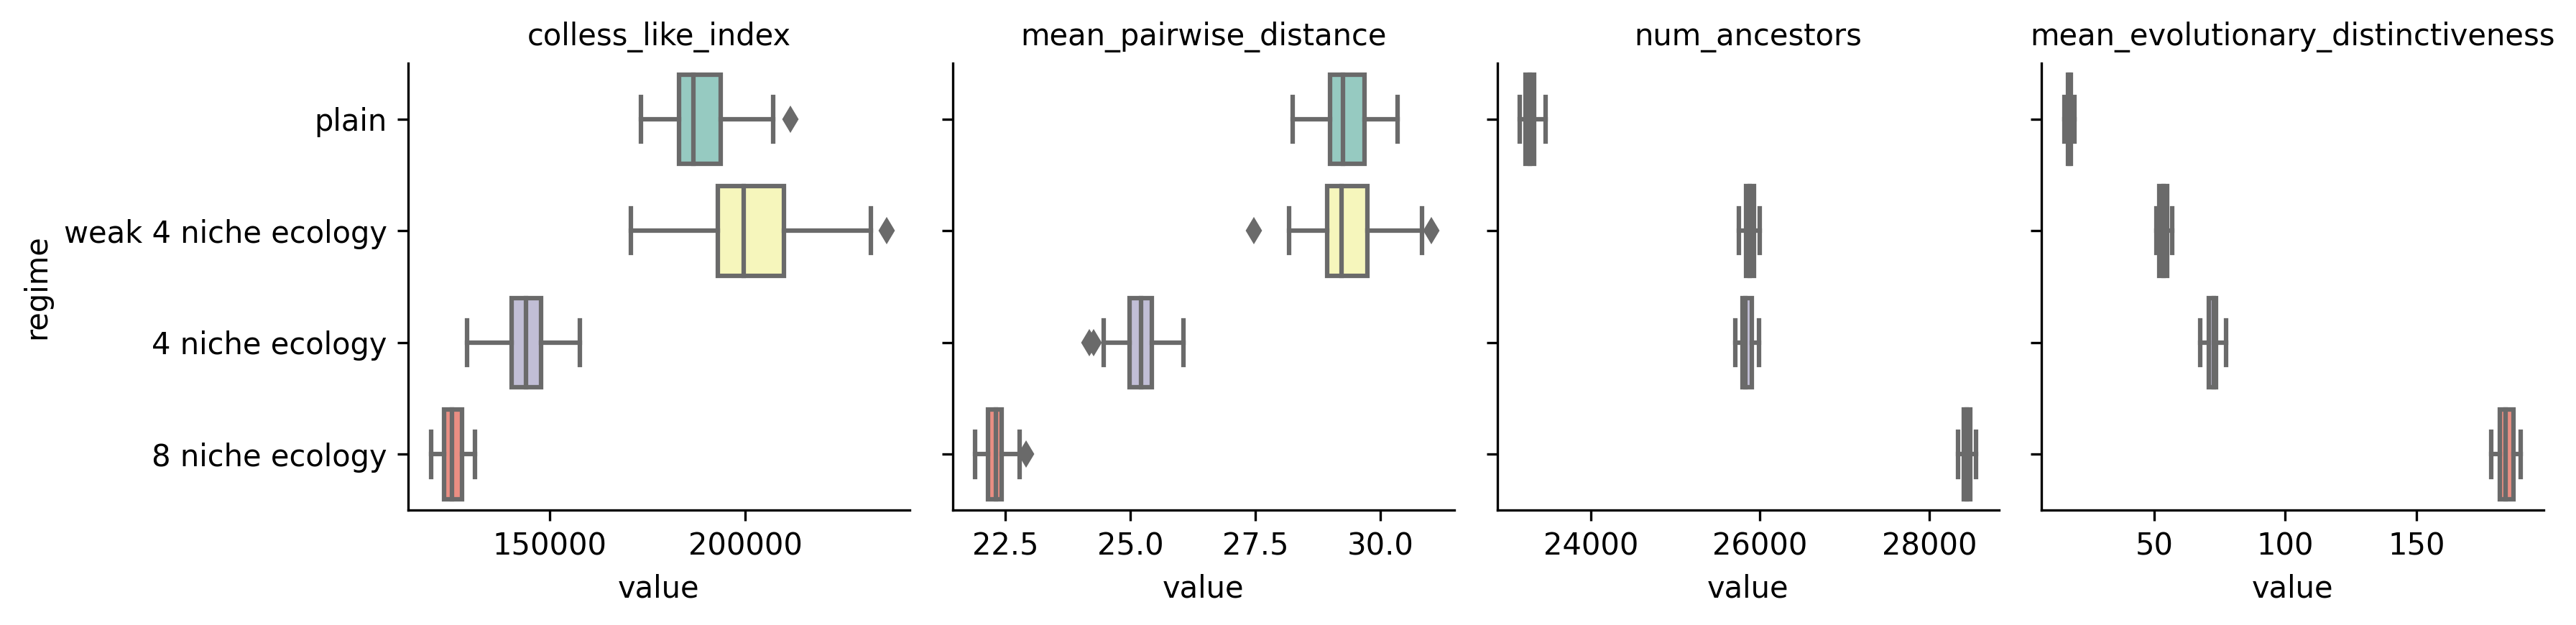 colless_like_index
mean_pairwise_distance
num_ancestors
mean_evolutionary_distinctiveness
regime
plain
weak 4 niche ecology
4 niche ecology
8 niche ecology
150000 200000
22.5 25.0 27.5 30.0
24000 26000 28000
50 100 150
value
value
value
value